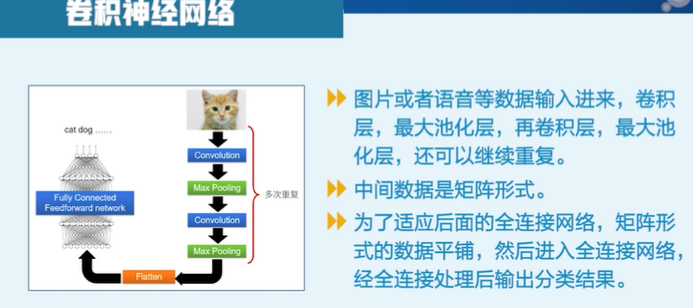 卷积神经网络
cat dog ......
Convolution
Max Pooling
Convolution
Max Pooling
多次重复
Fully Connected
Feedforward network
Flatten
图片或者语音等数据输入进来，卷积
层，最大池化层，再卷积层，最大池
化层，还可以继续重复。
中间数据是矩阵形式。
为了适应后面的全连接网络，矩阵形
式的数据平铺，然后进入全连接网络，
经全连接处理后输出分类结果。